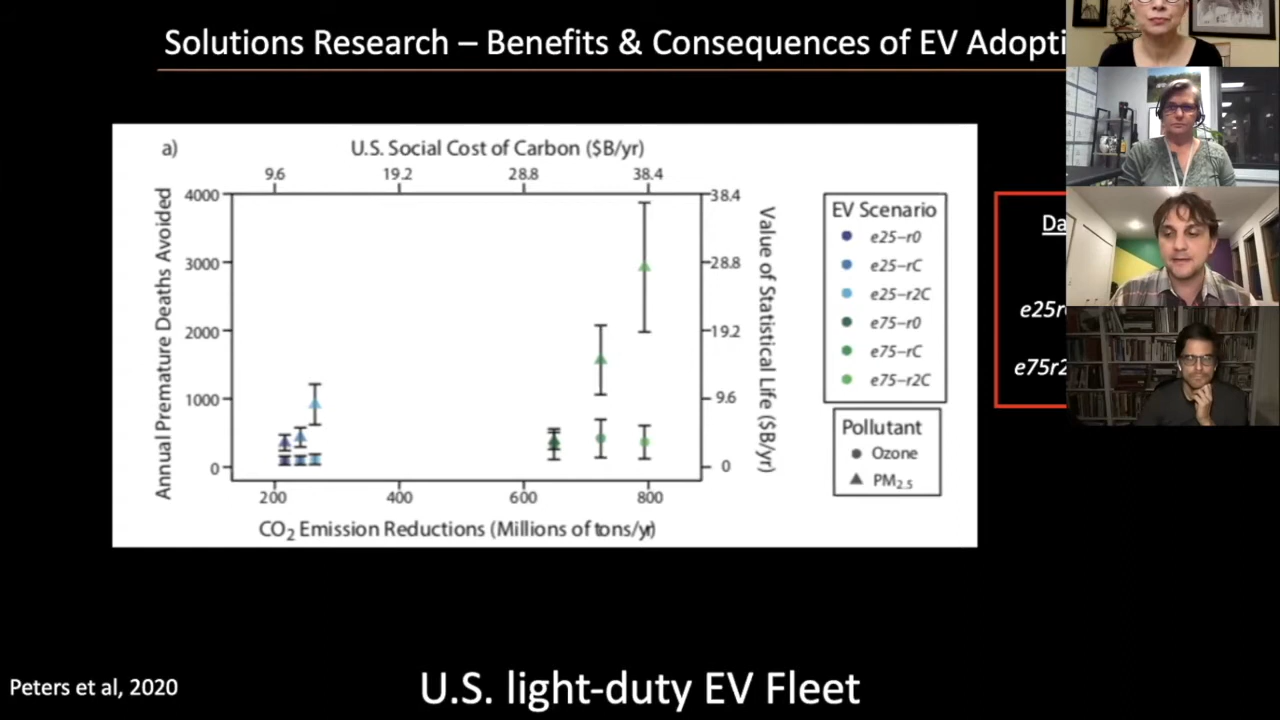 Solutions Research – Benefits & Consequences of EV Adopti
a)
U.S. Social Cost of Carbon ($B/yr)
9.6 19.2 28.8 38.4
Annual Premature Deaths Avoided
4000
3000
2000
1000
0
38.4
28.8
19.2
9.6
0
Value of Statistical Life ($B/yr)
200 400 600 800
CO2 Emission Reductions (Millions of tons/yr)
EV Scenario
e25-r0
e25-rC
e25-r2C
e75-r0
e75-rC
e75-r2C
Pollutant
Ozone
PM2.5
Da
e25r
e75r2
Peters et al, 2020
U.S. light-duty EV Fleet